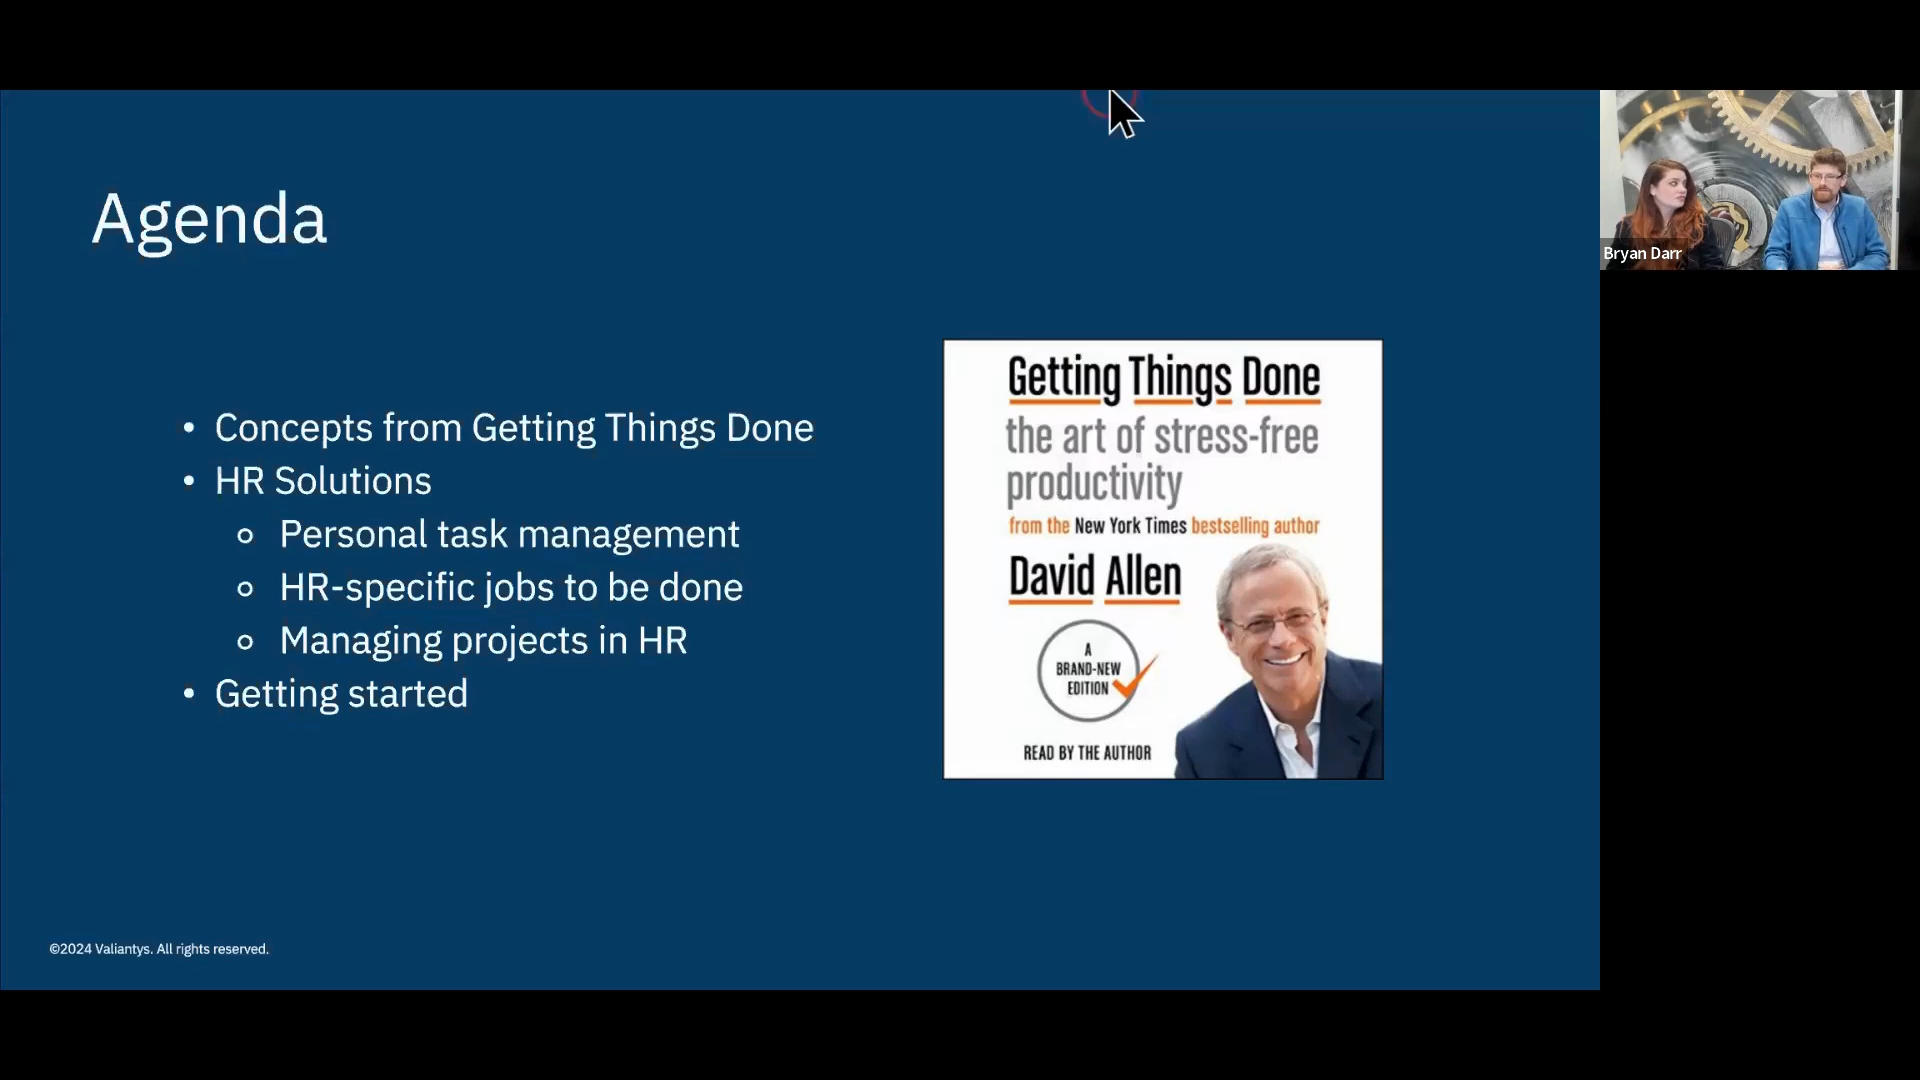 Agenda
• Concepts from Getting Things Done
• HR Solutions
○ Personal task management
○ HR-specific jobs to be done
○ Managing projects in HR
• Getting started
Getting Things Done
the art of stress-free
productivity
from the New York Times bestselling author
David Allen
A
BRAND-NEW
EDITION
READ BY THE AUTHOR
©2024 Valiantys. All rights reserved.
Bryan Darr